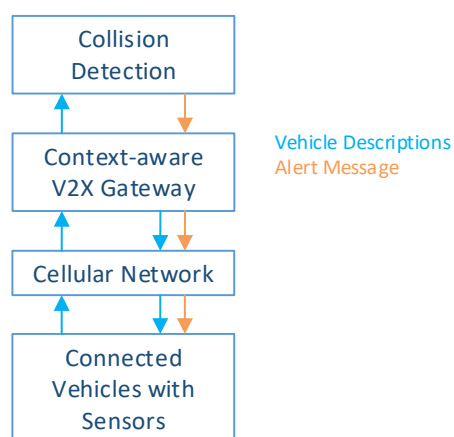 Collision
Detection
Context-aware
V2X Gateway
Vehicle Descriptions
Alert Message
Cellular Network
Connected
Vehicles with
Sensors